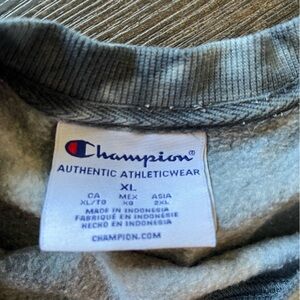 Champion®
AUTHENTIC ATHLETICWEAR
XL
CA MEX ASIA
XL/TG XG 2XL
MADE IN INDONESIA
FABRIQUÉ EN INDONÉSIE
HECHO EN INDONESIA
CHAMPION.COM